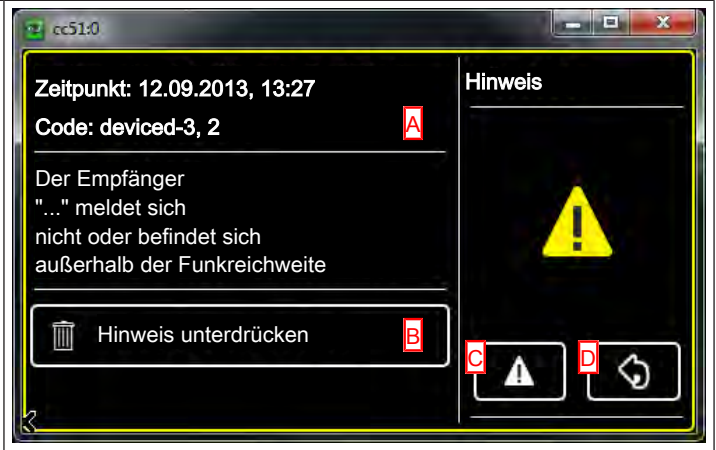 cc51:0
Zeitpunkt: 12.09.2013, 13:27
Code: deviced-3, 2
A
Der Empfänger
"..." meldet sich
nicht oder befindet sich
außerhalb der Funkreichweite
Hinweis unterdrücken
B
Hinweis
C
D